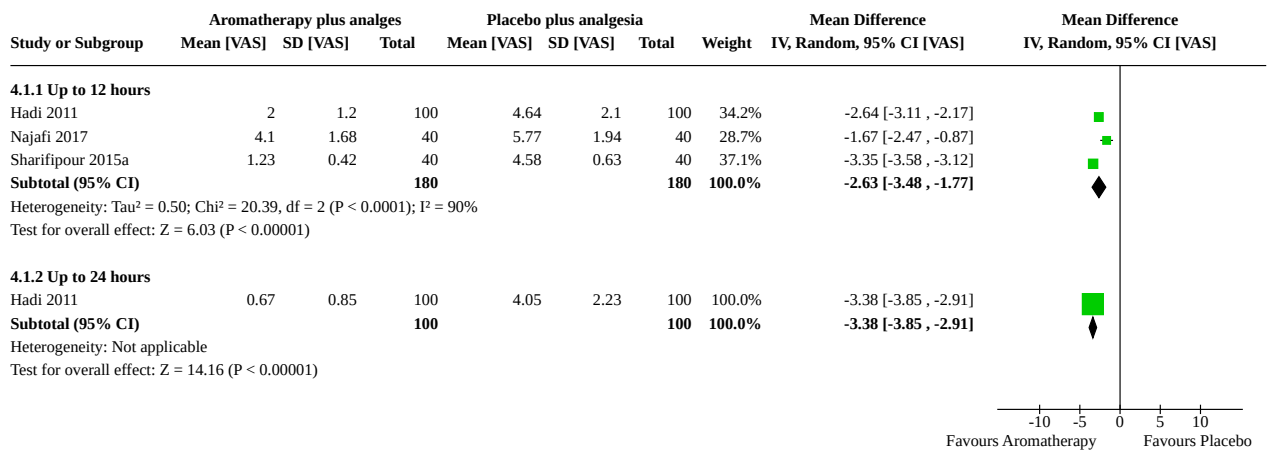 Aromatherapy plus analges Placebo plus analgesia Mean Difference Mean Difference
Study or Subgroup Mean [VAS] SD [VAS] Total Mean [VAS] SD [VAS] Total Weight IV, Random, 95% CI [VAS] IV, Random, 95% CI [VAS]
4.1.1 Up to 12 hours
Hadi 2011 2 1.2 100 4.64 2.1 100 34.2% -2.64 [-3.11 , -2.17]
Najafi 2017 4.1 1.68 40 5.77 1.94 40 28.7% -1.67 [-2.47 , -0.87]
Sharifipour 2015a 1.23 0.42 40 4.58 0.63 40 37.1% -3.35 [-3.58 , -3.12]
Subtotal (95% CI) 180 180 100.0% -2.63 [-3.48 , -1.77]
Heterogeneity: Tau² = 0.50; Chi² = 20.39, df = 2 (P < 0.0001); I² = 90%
Test for overall effect: Z = 6.03 (P < 0.00001)
4.1.2 Up to 24 hours
Hadi 2011 0.67 0.85 100 4.05 2.23 100 100.0% -3.38 [-3.85 , -2.91]
Subtotal (95% CI) 100 100 100.0% -3.38 [-3.85 , -2.91]
Heterogeneity: Not applicable
Test for overall effect: Z = 14.16 (P < 0.00001)
-10 -5 0 5 10
Favours Aromatherapy Favours Placebo